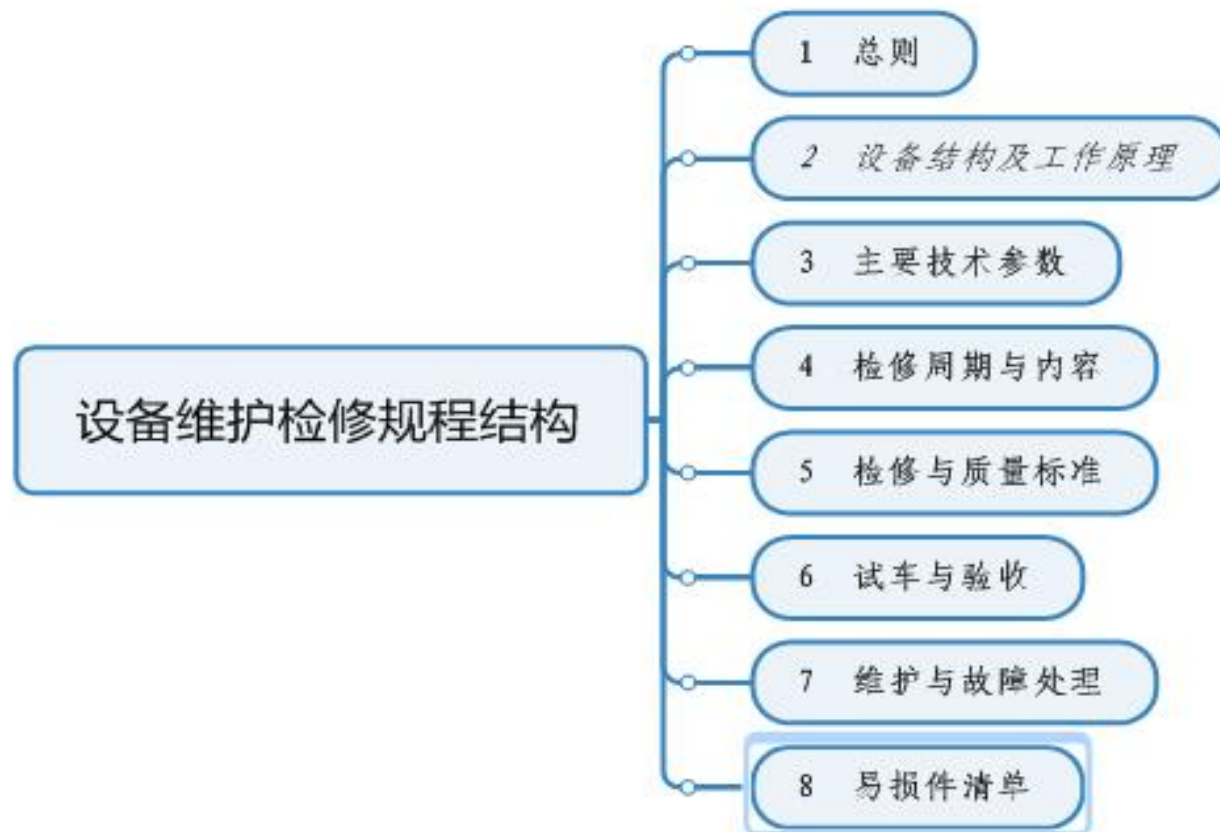 设备维护检修规程结构
1 总则
2 设备结构及工作原理
3 主要技术参数
4 检修周期与内容
5 检修与质量标准
6 试车与验收
7 维护与故障处理
8 易损件清单